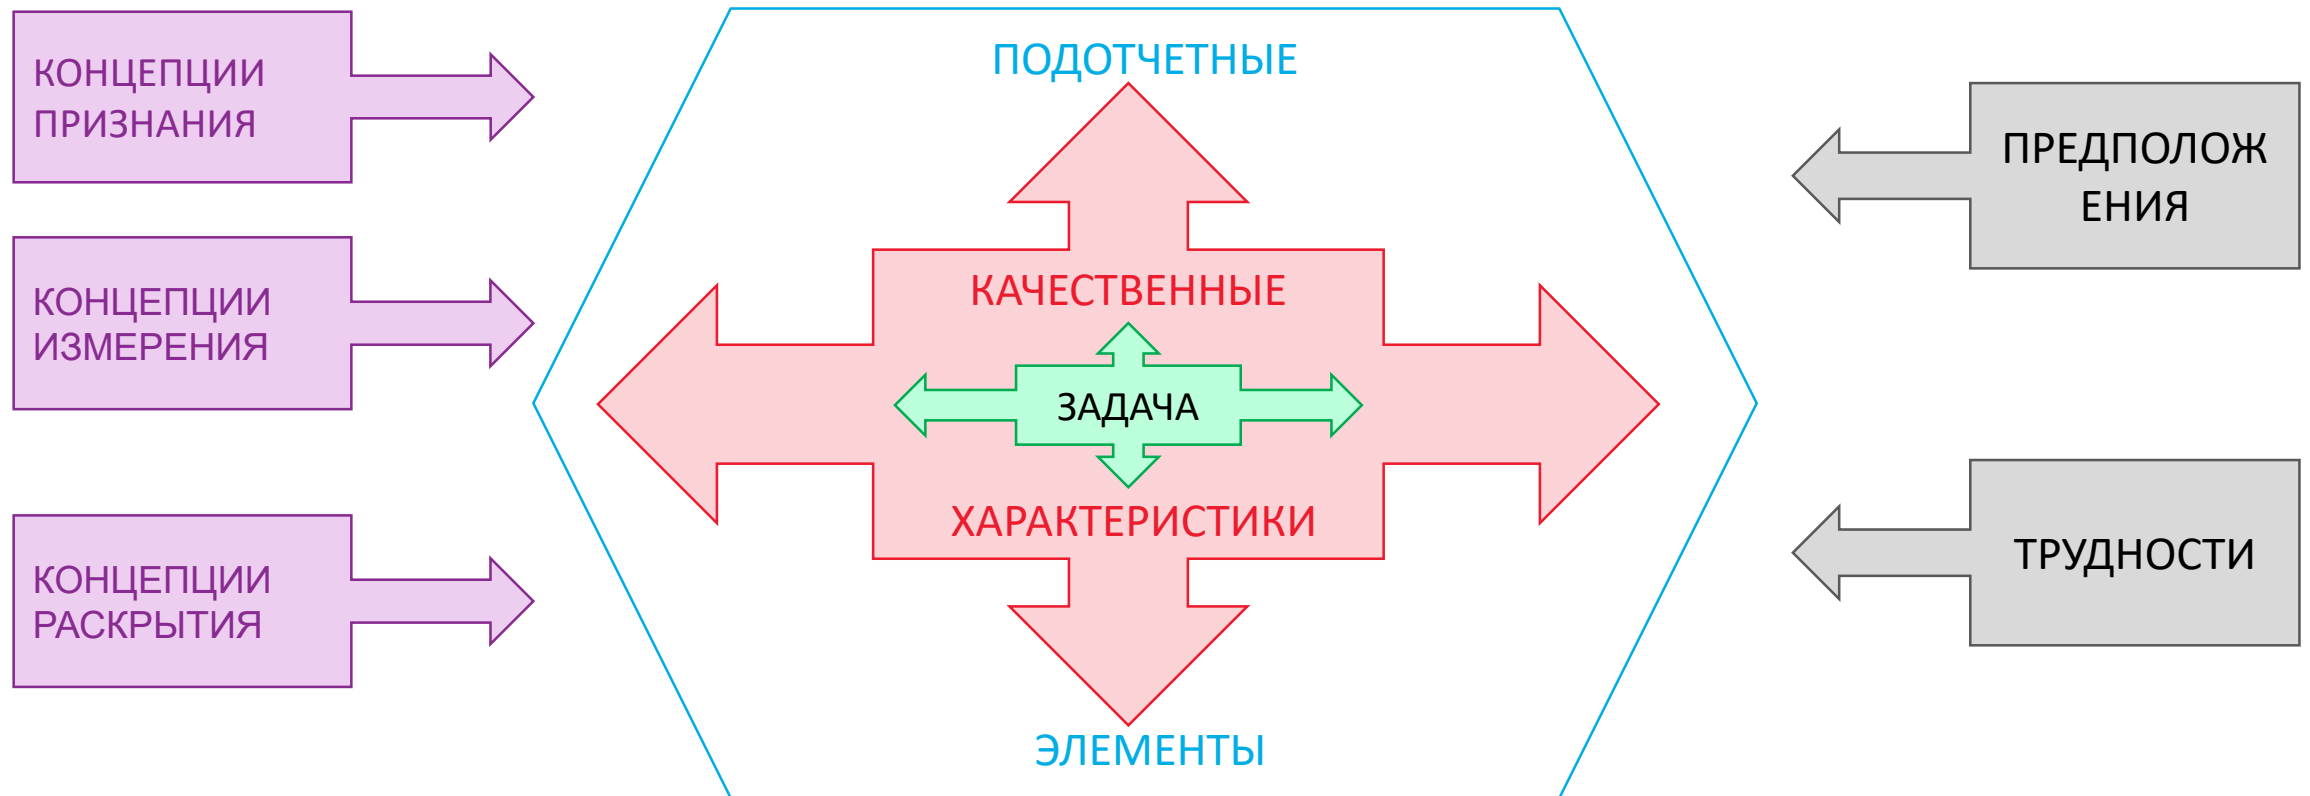 КОНЦЕПЦИИ
ПРИЗНАНИЯ
КОНЦЕПЦИИ
ИЗМЕРЕНИЯ
КОНЦЕПЦИИ
РАСКРЫТИЯ
ПОДОТЧЕТНЫЕ
КАЧЕСТВЕННЫЕ
ЗАДАЧА
ХАРАКТЕРИСТИКИ
ЭЛЕМЕНТЫ
ПРЕДПОЛОЖ
ЕНИЯ
ТРУДНОСТИ